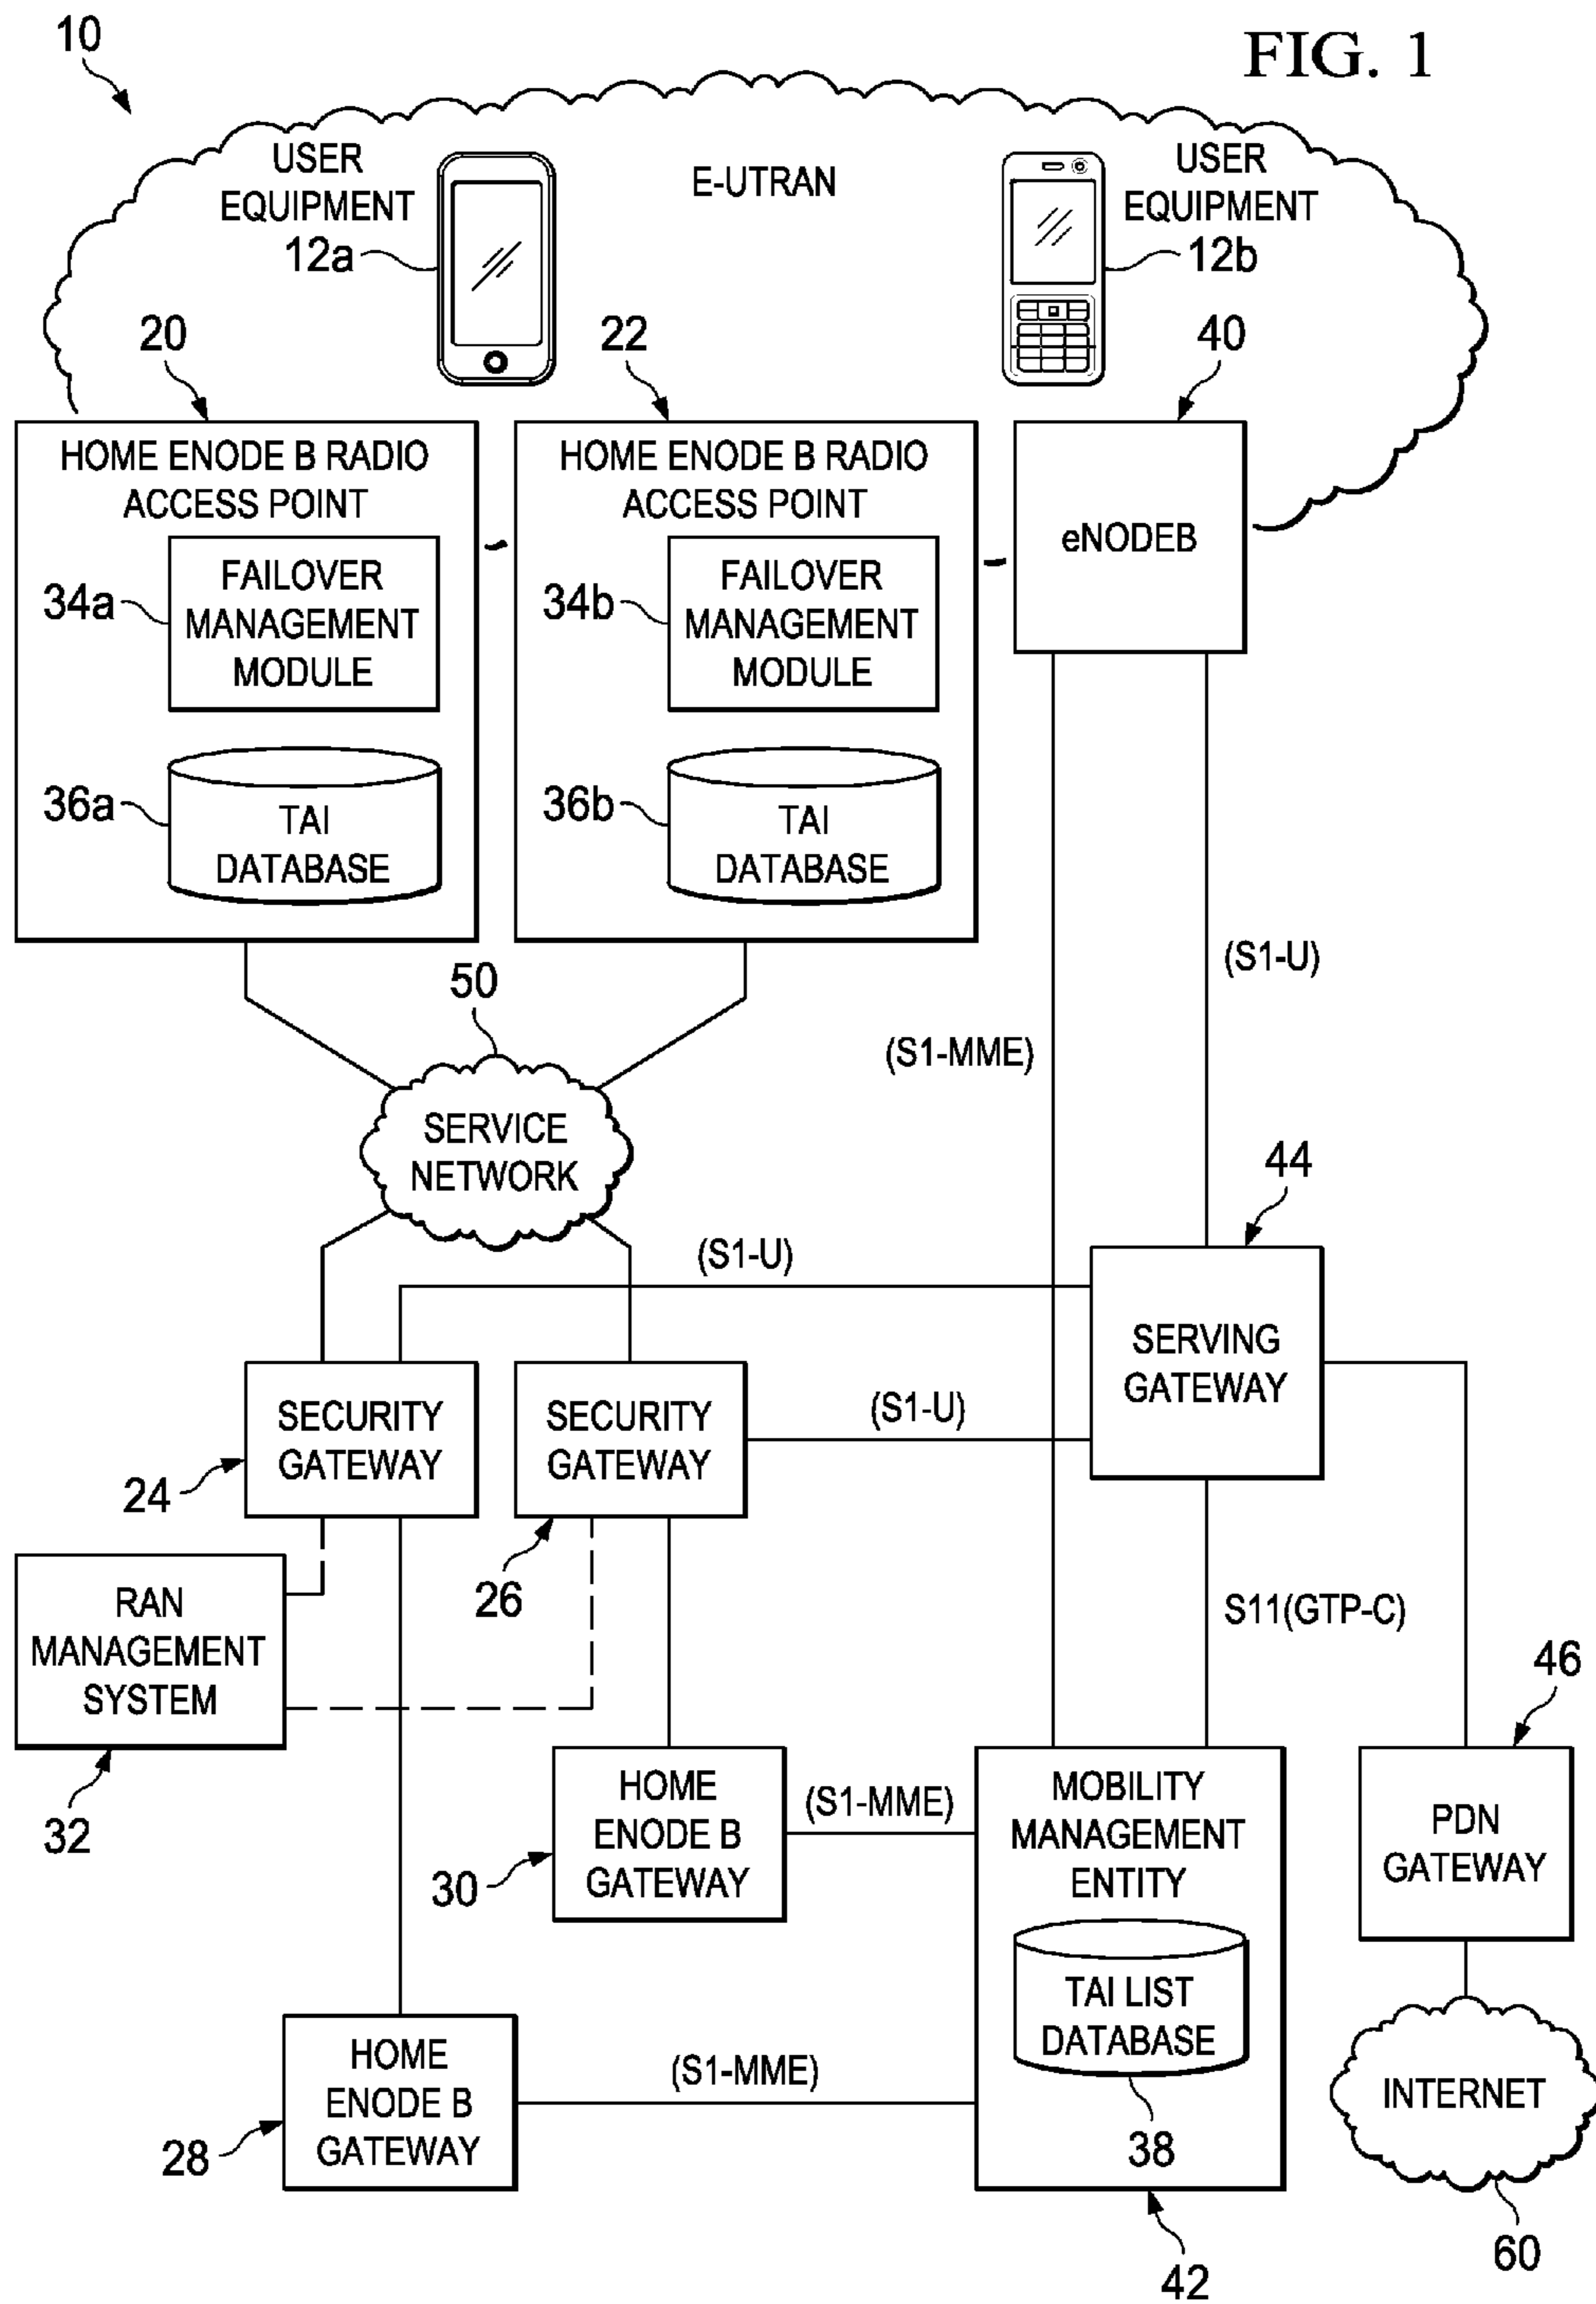 FIG. 1
10
USER
EQUIPMENT
12a
E-UTRAN
USER
EQUIPMENT
12b
20
22
40
HOME ENODE B RADIO
ACCESS POINT
34a
FAILOVER
MANAGEMENT
MODULE
36a
TAI
DATABASE
HOME ENODE B RADIO
ACCESS POINT
34b
FAILOVER
MANAGEMENT
MODULE
36b
TAI
DATABASE
eNODEB
(S1-U)
50
(S1-MME)
SERVICE
NETWORK
44
(S1-U)
SERVING
GATEWAY
SECURITY
GATEWAY
24
SECURITY
GATEWAY
26
(S1-U)
RAN
MANAGEMENT
SYSTEM
32
S11(GTP-C)
46
HOME
ENODE B
GATEWAY
30
(S1-MME)
MOBILITY
MANAGEMENT
ENTITY
TAI LIST
DATABASE
38
42
PDN
GATEWAY
HOME
ENODE B
GATEWAY
28
(S1-MME)
INTERNET
60